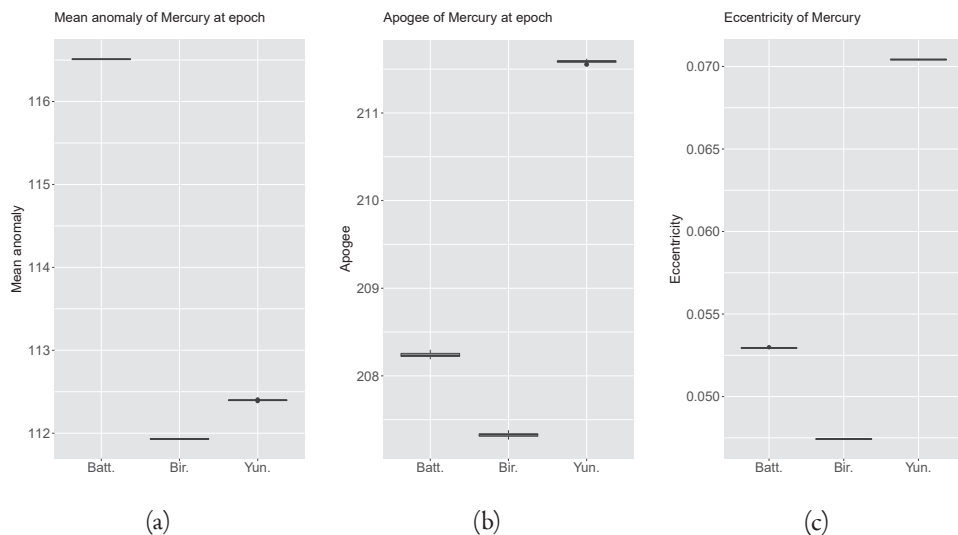 Mean anomaly of Mercury at epoch
Mean anomaly
116
115
114
113
112
Batt. Bir. Yun.
(a)
Apogee of Mercury at epoch
Apogee
211
210
209
208
Batt. Bir. Yun.
(b)
Eccentricity of Mercury
Eccentricity
0.070
0.065
0.060
0.055
0.050
Batt. Bir. Yun.
(c)